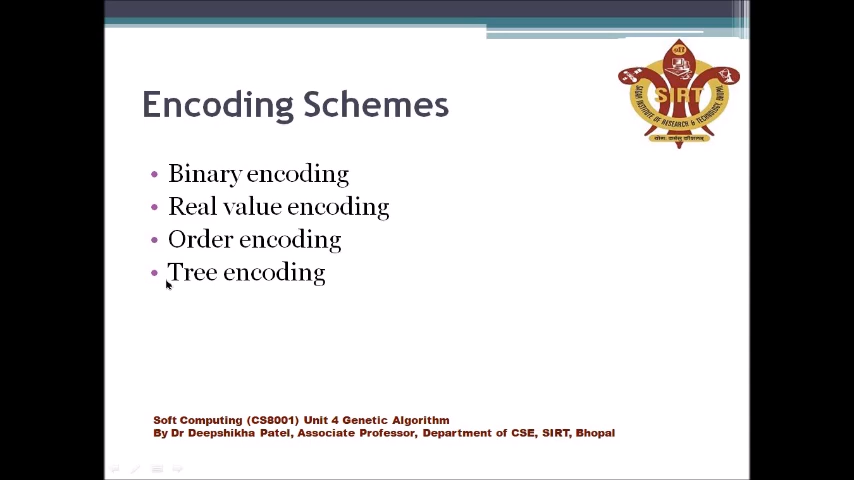 SIRT
Encoding Schemes
Binary encoding
Real value encoding
Order encoding
Tree encoding
Soft Computing (CS8001) Unit 4 Genetic Algorithm
By Dr Deepshikha Patel, Associate Professor, Department of CSE, SIRT, Bhopal